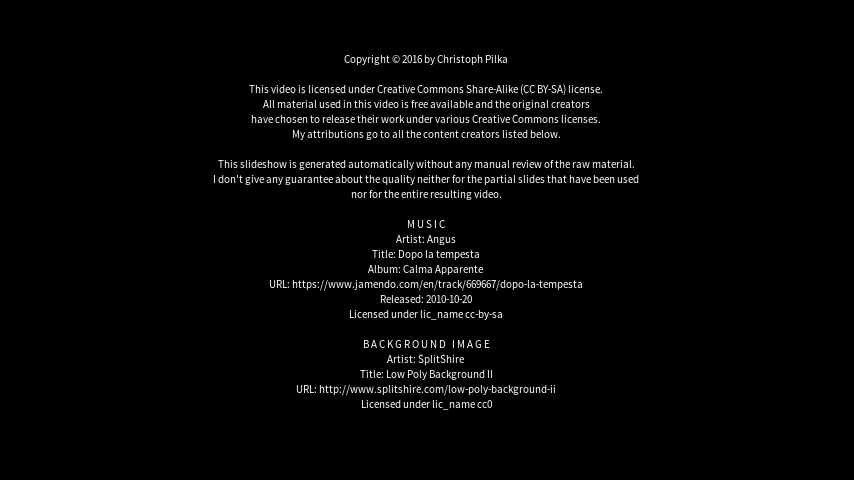 Copyright © 2016 by Christoph Pilka
This video is licensed under Creative Commons Share-Alike (CC BY-SA) license.
All material used in this video is free available and the original creators
have chosen to release their work under various Creative Commons licenses.
My attributions go to all the content creators listed below.
This slideshow is generated automatically without any manual review of the raw material.
I don't give any guarantee about the quality neither for the partial slides that have been used
nor for the entire resulting video.
M U S I C
Artist: Angus
Title: Dopo la tempesta
Album: Calma Apparente
URL: https://www.jamendo.com/en/track/669667/dopo-la-tempesta
Released: 2010-10-20
Licensed under lic_name cc-by-sa
B A C K G R O U N D   I M A G E
Artist: SplitShire
Title: Low Poly Background II
URL: http://www.splitshire.com/low-poly-background-ii
Licensed under lic_name cc0